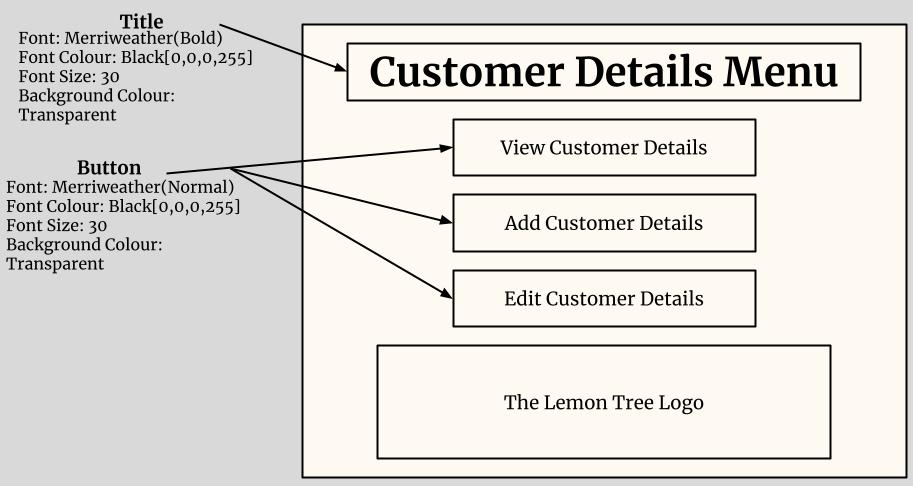 Title
Font: Merriweather(Bold)
Font Colour: Black[0,0,0,255]
Font Size: 30
Background Colour:
Transparent
Button
Font: Merriweather(Normal)
Font Colour: Black[0,0,0,255]
Font Size: 30
Background Colour:
Transparent
Customer Details Menu
View Customer Details
Add Customer Details
Edit Customer Details
The Lemon Tree Logo